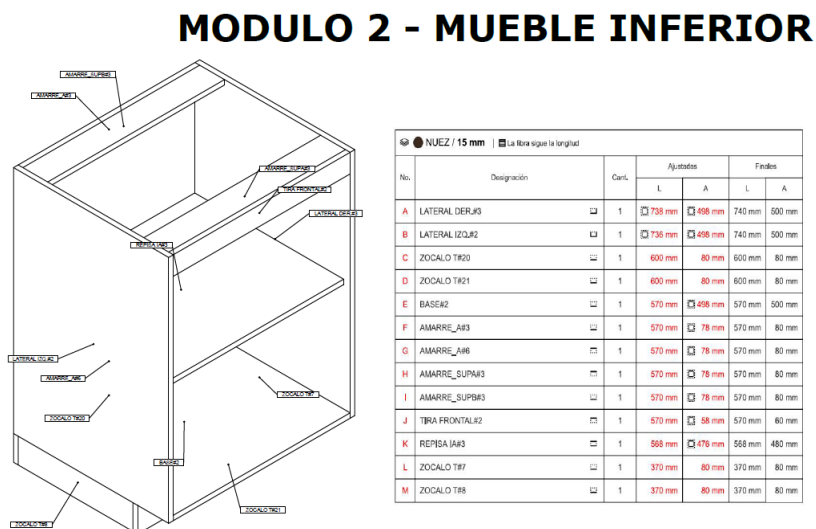 MODULO 2 - MUEBLE INFERIOR
AMARRE_SUPB#3
AMARRE_A#3
AMARRE_SUPA#3
TIRA FRONTAL#2
LATERAL DER.#3
REPISA IA#3
LATERAL IZQ.#2
AMARRE_A#6
ZOCALO T#20
ZOCALO T#7
BASE#2
ZOCALO T#21
ZOCALO T#8
NUEZ / 15 mm | La fibra sigue la longitud
No. Designación Cant. Ajustadas Finales
L A L A
A LATERAL DER.#3 1 738 mm 498 mm 740 mm 500 mm
B LATERAL IZQ.#2 1 738 mm 498 mm 740 mm 500 mm
C ZOCALO T#20 1 600 mm 80 mm 600 mm 80 mm
D ZOCALO T#21 1 600 mm 80 mm 600 mm 80 mm
E BASE#2 1 570 mm 498 mm 570 mm 500 mm
F AMARRE_A#3 1 570 mm 78 mm 570 mm 80 mm
G AMARRE_A#6 1 570 mm 78 mm 570 mm 80 mm
H AMARRE_SUPA#3 1 570 mm 78 mm 570 mm 80 mm
I AMARRE_SUPB#3 1 570 mm 78 mm 570 mm 80 mm
J TIRA FRONTAL#2 1 570 mm 58 mm 570 mm 60 mm
K REPISA IA#3 1 568 mm 478 mm 568 mm 480 mm
L ZOCALO T#7 1 370 mm 80 mm 370 mm 80 mm
M ZOCALO T#8 1 370 mm 80 mm 370 mm 80 mm